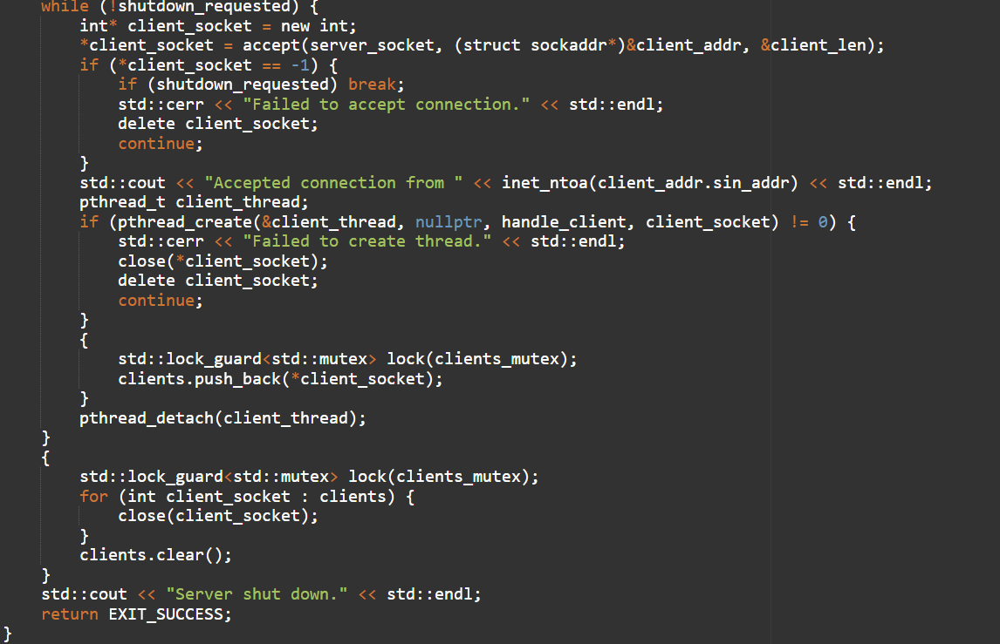 while (!shutdown_requested) {
int* client_socket = new int;
*client_socket = accept(server_socket, (struct sockaddr*)&client_addr, &client_len);
if (*client_socket == -1) {
if (shutdown_requested) break;
std::cerr << "Failed to accept connection." << std::endl;
delete client_socket;
continue;
}
std::cout << "Accepted connection from " << inet_ntoa(client_addr.sin_addr) << std::endl;
pthread_t client_thread;
if (pthread_create(&client_thread, nullptr, handle_client, client_socket) != 0) {
std::cerr << "Failed to create thread." << std::endl;
close(*client_socket);
delete client_socket;
continue;
}
{
std::lock_guard<std::mutex> lock(clients_mutex);
clients.push_back(*client_socket);
}
pthread_detach(client_thread);
}
{
std::lock_guard<std::mutex> lock(clients_mutex);
for (int client_socket : clients) {
close(client_socket);
}
clients.clear();
}
std::cout << "Server shut down." << std::endl;
return EXIT_SUCCESS;
}